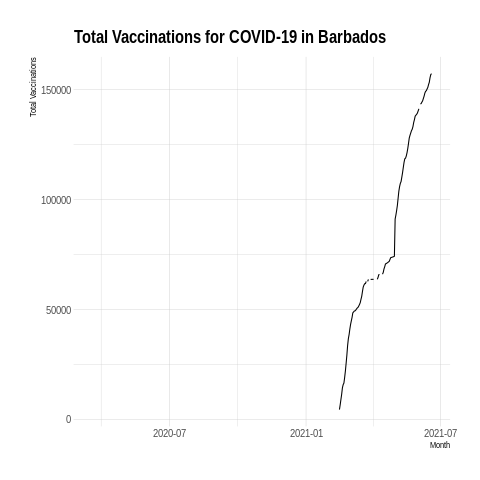 Total Vaccinations for COVID-19 in Barbados
Total Vaccinations
150000
100000
50000
0
2020-07 2021-01 2021-07
Month